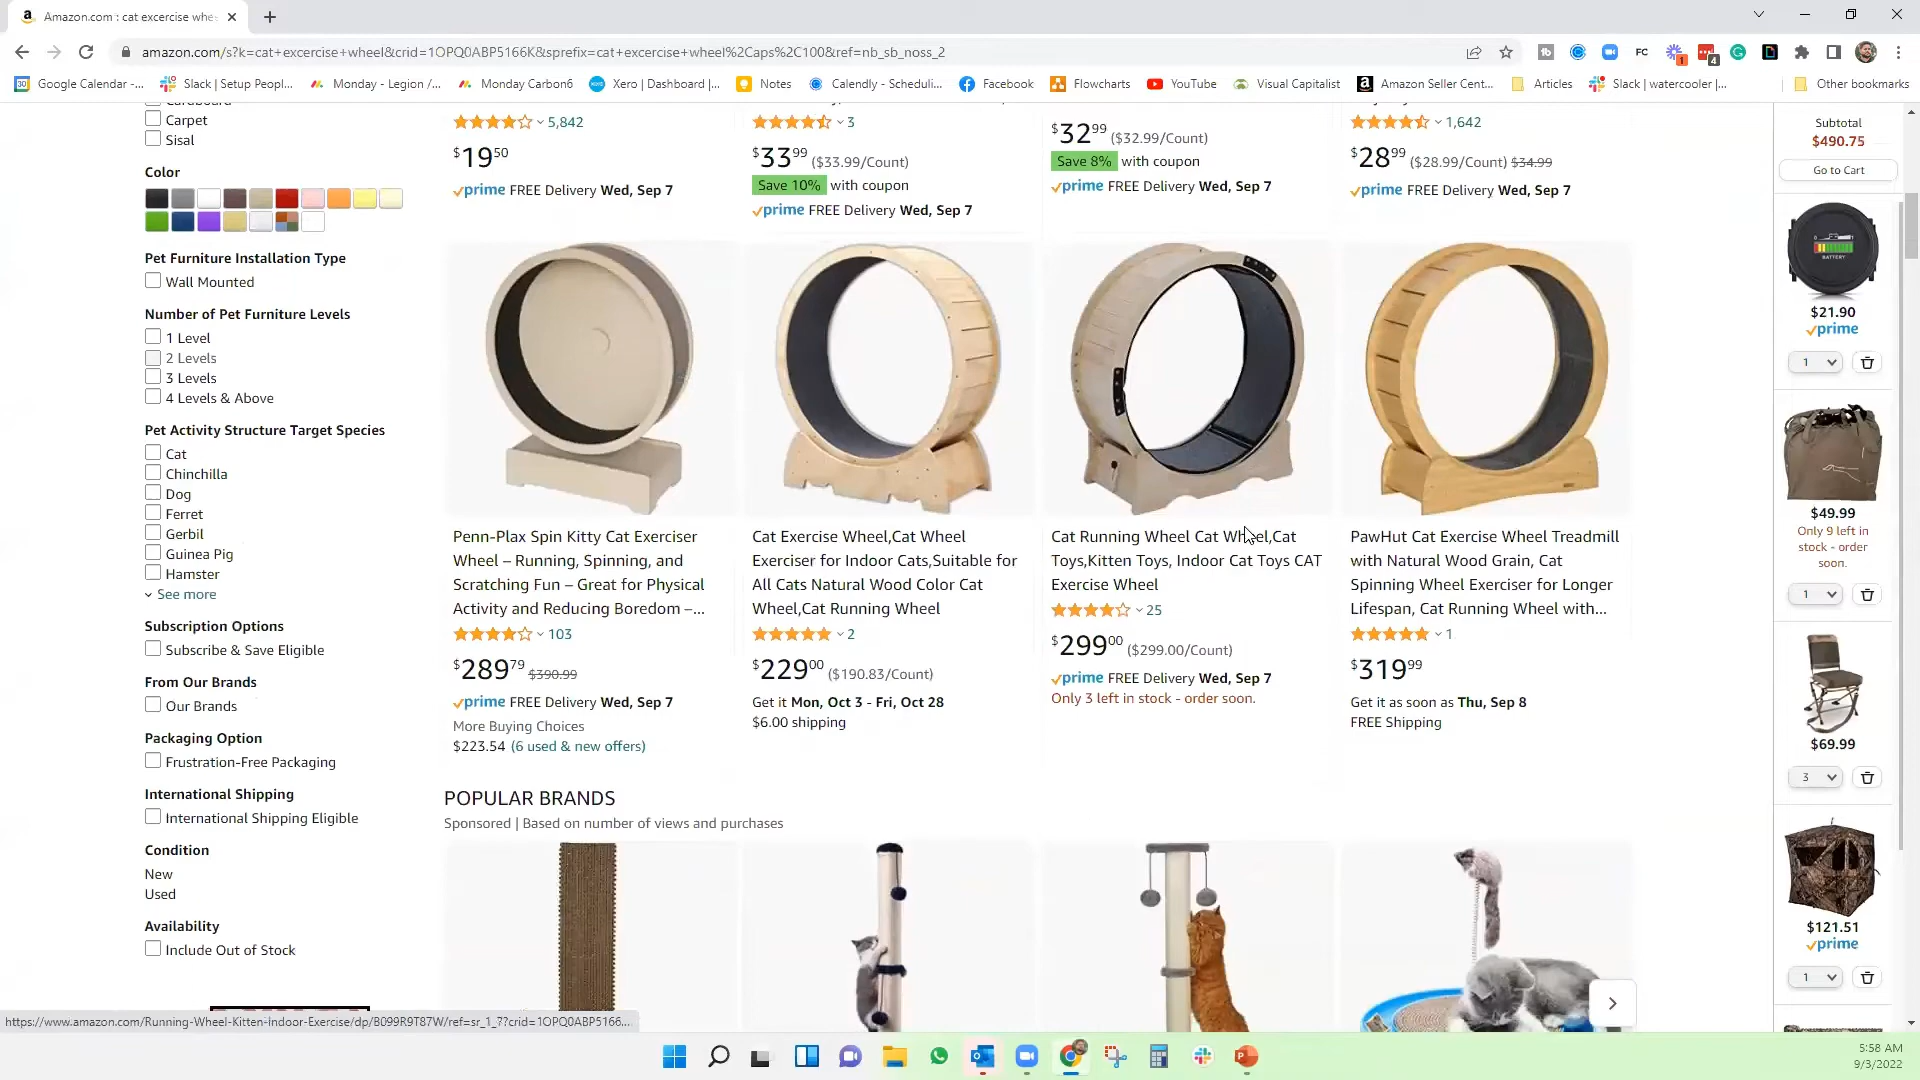 Amazon.com : cat excercise whe
amazon.com/s?k=cat+excercise+wheel&crid=1OPQ0ABP5166K&sprefix=cat+excercise+wheel%2Caps%2C100&ref=nb_sb_noss_2
Google Calendar -... Slack | Setup Peopl... Monday - Legion /... Monday Carbon6 Xero | Dashboard |... Notes Calendly - Scheduli... Facebook Flowcharts YouTube Visual Capitalist Amazon Seller Cent... Articles Slack | watercooler |... Other bookmarks
Carpet
Sisal
Color
Pet Furniture Installation Type
Wall Mounted
Number of Pet Furniture Levels
1 Level
2 Levels
3 Levels
4 Levels & Above
Pet Activity Structure Target Species
Cat
Chinchilla
Dog
Ferret
Gerbil
Guinea Pig
Hamster
See more
Subscription Options
Subscribe & Save Eligible
From Our Brands
Our Brands
Packaging Option
Frustration-Free Packaging
International Shipping
International Shipping Eligible
Condition
New
Used
Availability
Include Out of Stock
5,842
$19.50
prime FREE Delivery Wed, Sep 7
3
$33.99 ($33.99/Count)
Save 10% with coupon
prime FREE Delivery Wed, Sep 7
$32.99 ($32.99/Count)
Save 8% with coupon
prime FREE Delivery Wed, Sep 7
1,642
$28.99 ($28.99/Count) $34.99
prime FREE Delivery Wed, Sep 7
Penn-Plax Spin Kitty Cat Exerciser
Wheel – Running, Spinning, and
Scratching Fun – Great for Physical
Activity and Reducing Boredom –...
103
$289.79 $390.99
prime FREE Delivery Wed, Sep 7
More Buying Choices
$223.54 (6 used & new offers)
Cat Exercise Wheel,Cat Wheel
Exerciser for Indoor Cats,Suitable for
All Cats Natural Wood Color Cat
Wheel,Cat Running Wheel
2
$229.00 ($190.83/Count)
Get it Mon, Oct 3 - Fri, Oct 28
$6.00 shipping
Cat Running Wheel Cat Wheel,Cat
Toys,Kitten Toys, Indoor Cat Toys CAT
Exercise Wheel
25
$299.00 ($299.00/Count)
prime FREE Delivery Wed, Sep 7
Only 3 left in stock - order soon.
PawHut Cat Exercise Wheel Treadmill
with Natural Wood Grain, Cat
Spinning Wheel Exerciser for Longer
Lifespan, Cat Running Wheel with...
1
$319.99
Get it as soon as Thu, Sep 8
FREE Shipping
POPULAR BRANDS
Sponsored | Based on number of views and purchases
Subtotal
$490.75
Go to Cart
BATTERY
$21.90
prime
1
$49.99
Only 9 left in
stock - order
soon.
1
$69.99
3
$121.51
prime
1
https://www.amazon.com/Running-Wheel-Kitten-Indoor-Exercise/dp/B099R9T87W/ref=sr_1_7?crid=1OPQ0ABP5166...
5:58 AM
9/3/2022